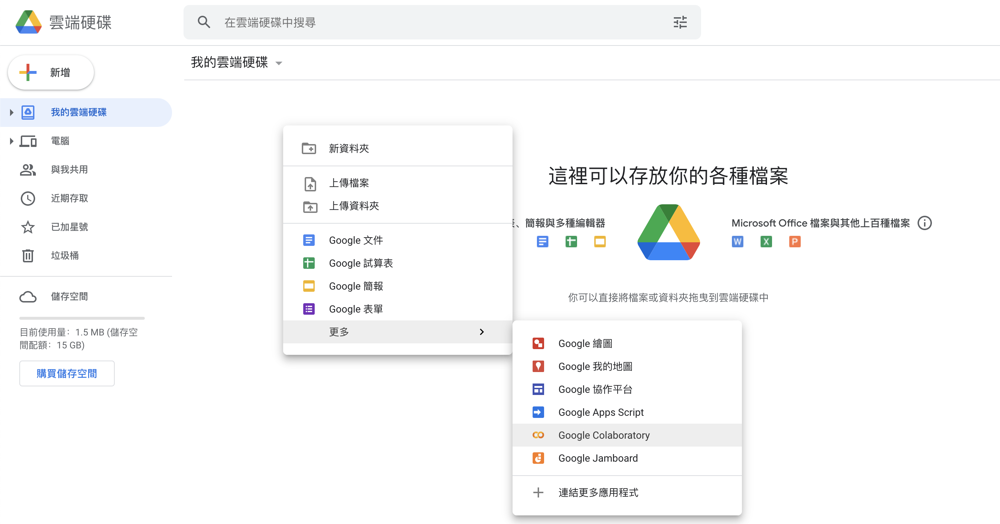 雲端硬碟
在雲端硬碟中搜尋
新增
我的雲端硬碟
電腦
與我共用
近期存取
已加星號
垃圾桶
儲存空間
目前使用量：1.5 MB (儲存空
間配額：15 GB)
購買儲存空間
我的雲端硬碟
新資料夾
上傳檔案
上傳資料夾
Google 文件
Google 試算表
Google 簡報
Google 表單
更多
這裡可以存放你的各種檔案
、簡報與多種編輯器
Microsoft Office 檔案與其他上百種檔案
W X P
你可以直接將檔案或資料夾拖曳到雲端硬碟中
Google 繪圖
Google 我的地圖
Google 協作平台
Google Apps Script
Google Colaboratory
Google Jamboard
連結更多應用程式